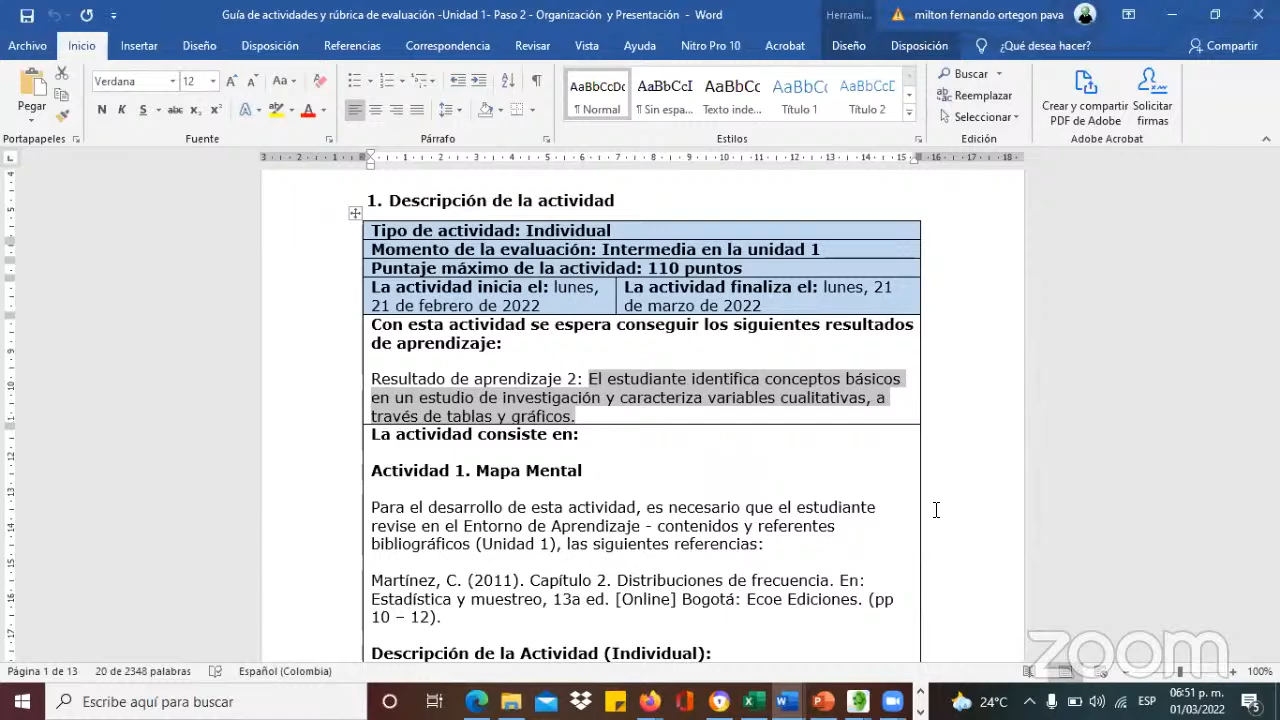 Guía de actividades y rúbrica de evaluación -Unidad 1- Paso 2 - Organización y Presentación - Word
Herrami... milton fernando ortegon pava
Archivo Inicio Insertar Diseño Disposición Referencias Correspondencia Revisar Vista Ayuda Nitro Pro 10 Acrobat Diseño Disposición ¿Qué desea hacer? Compartir
Pegar
Verdana 12
Portapapeles Fuente Párrafo Estilos Edición Adobe Acrobat
AaBbCcDc AaBbCcI AaBbCc AaBbCc AaBbCcD
¶ Normal ¶ Sin espa... Texto inde... Título 1 Título 2
Buscar
Reemplazar
Seleccionar
Crear y compartir PDF de Adobe
Solicitar firmas
1. Descripción de la actividad
Tipo de actividad: Individual
Momento de la evaluación: Intermedia en la unidad 1
Puntaje máximo de la actividad: 110 puntos
La actividad inicia el: lunes,
21 de febrero de 2022
La actividad finaliza el: lunes, 21
de marzo de 2022
Con esta actividad se espera conseguir los siguientes resultados
de aprendizaje:
Resultado de aprendizaje 2: El estudiante identifica conceptos básicos
en un estudio de investigación y caracteriza variables cualitativas, a
través de tablas y gráficos.
La actividad consiste en:
Actividad 1. Mapa Mental
Para el desarrollo de esta actividad, es necesario que el estudiante
revise en el Entorno de Aprendizaje - contenidos y referentes
bibliográficos (Unidad 1), las siguientes referencias:
Martínez, C. (2011). Capítulo 2. Distribuciones de frecuencia. En:
Estadística y muestreo, 13a ed. [Online] Bogotá: Ecoe Ediciones. (pp
10 – 12).
Descripción de la Actividad (Individual):
zoom
Página 1 de 13 20 de 2348 palabras Español (Colombia) 100%
Escribe aquí para buscar
24°C ESP 06:51 p. m.
01/03/2022 5